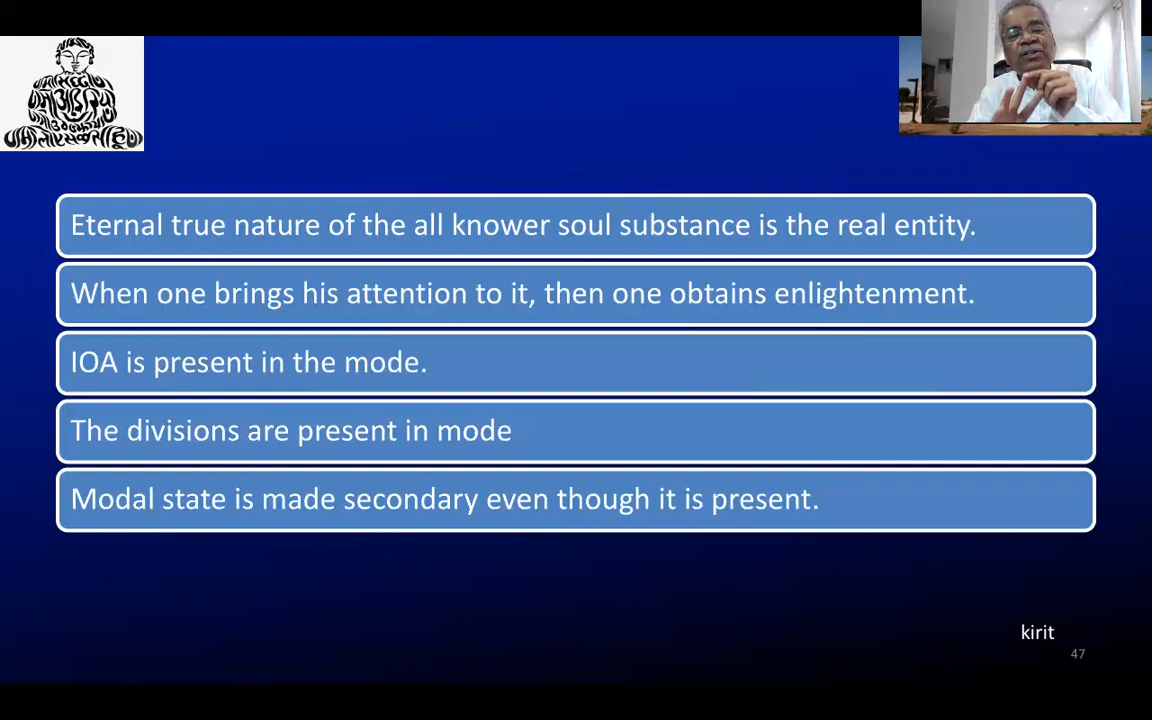 Eternal true nature of the all knower soul substance is the real entity.
When one brings his attention to it, then one obtains enlightenment.
IOA is present in the mode.
The divisions are present in mode
Modal state is made secondary even though it is present.
kirit
47